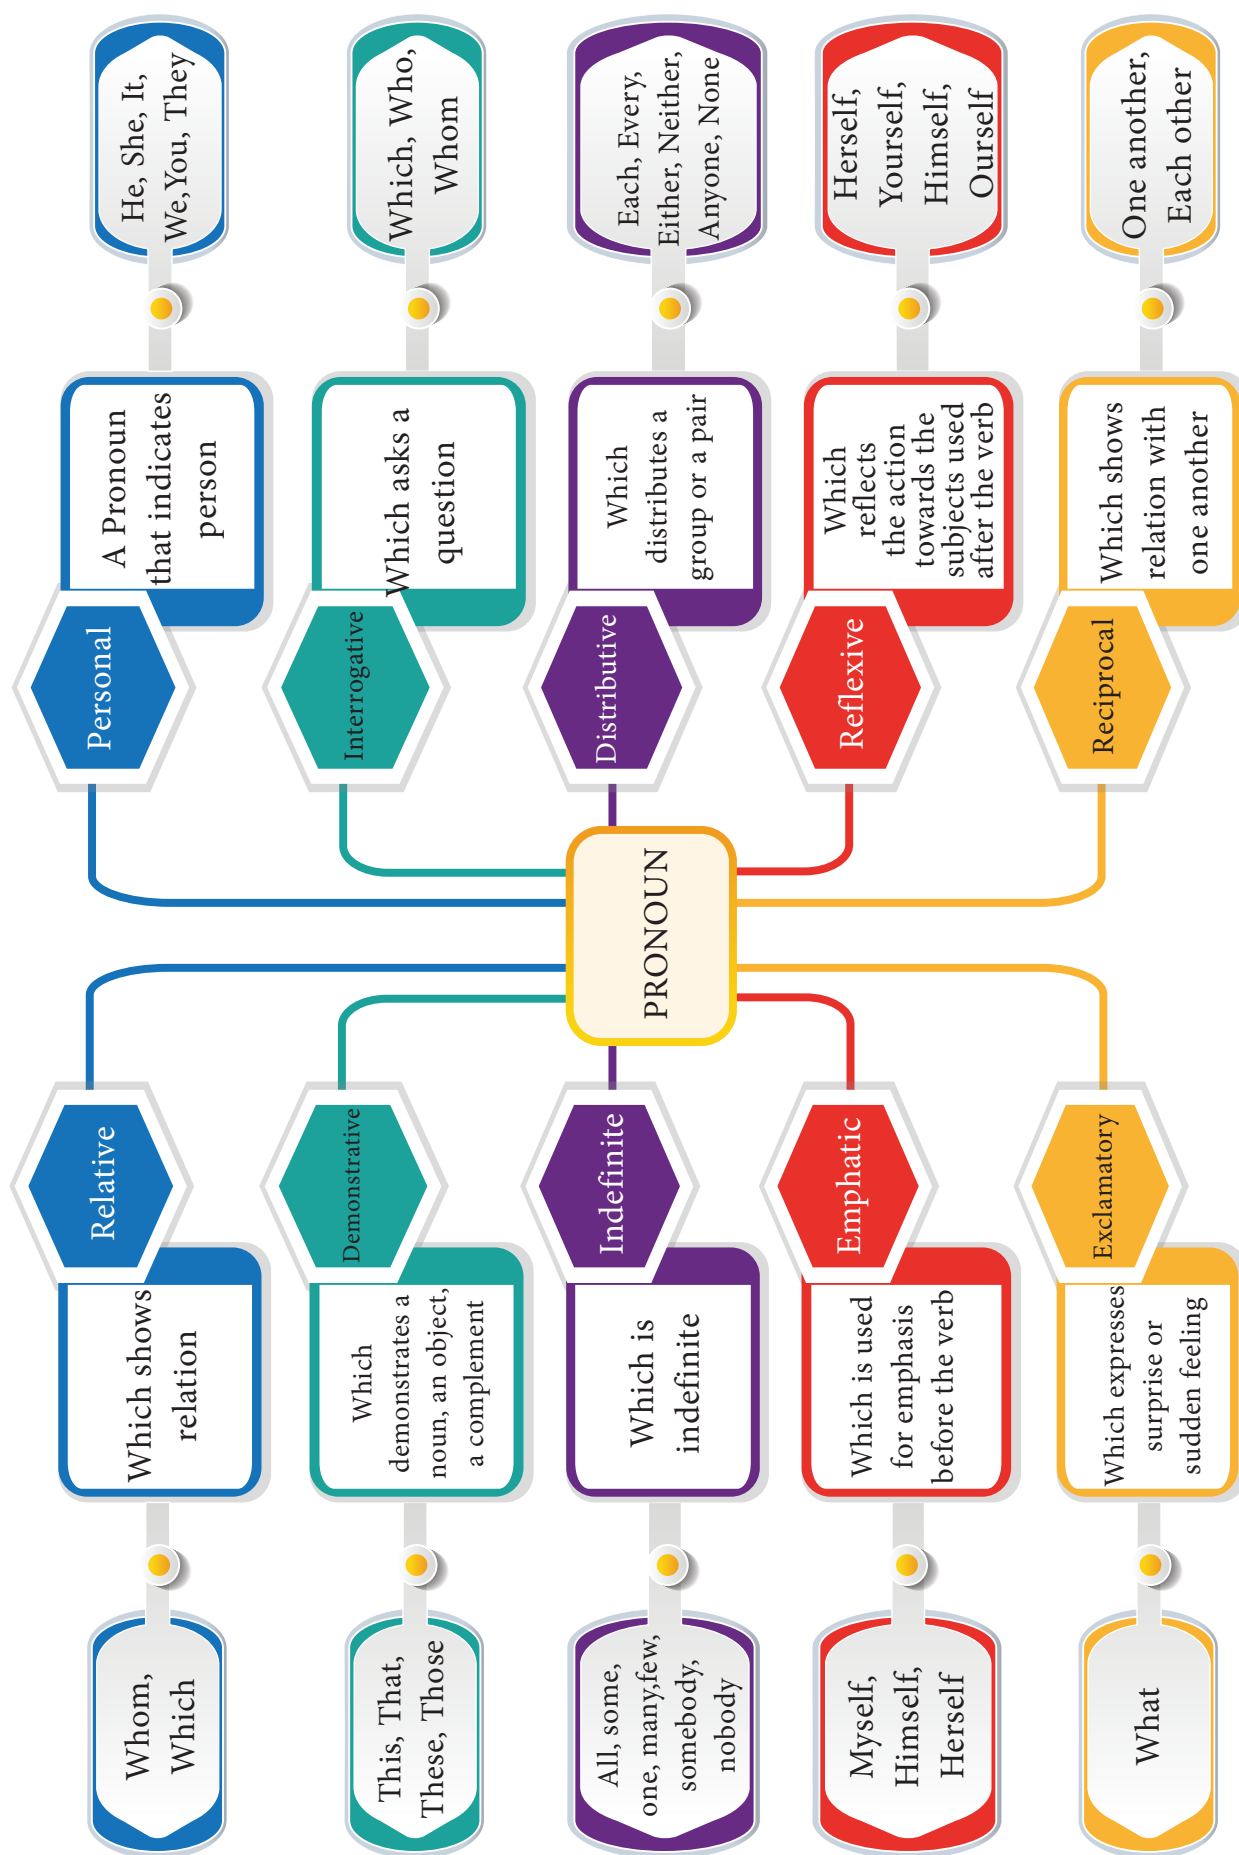 PRONOUN
Relative
Which shows
relation
Whom,
Which
Demonstrative
Which
demonstrates a
noun, an object,
a complement
This, That,
These, Those
Indefinite
Which is
indefinite
All, some,
one, many,few,
somebody,
nobody
Emphatic
Which is used
for emphasis
before the verb
Myself,
Himself,
Herself
Exclamatory
Which expresses
surprise or
sudden feeling
What
Personal
A Pronoun
that indicates
person
He, She, It,
We,You, They
Interrogative
Which asks a
question
Which, Who,
Whom
Distributive
Which
distributes a
group or a pair
Each, Every,
Either, Neither,
Anyone, None
Reflexive
Which
reflects
the action
towards the
subjects used
after the verb
Herself,
Yourself,
Himself,
Ourself
Reciprocal
Which shows
relation with
one another
One another,
Each other